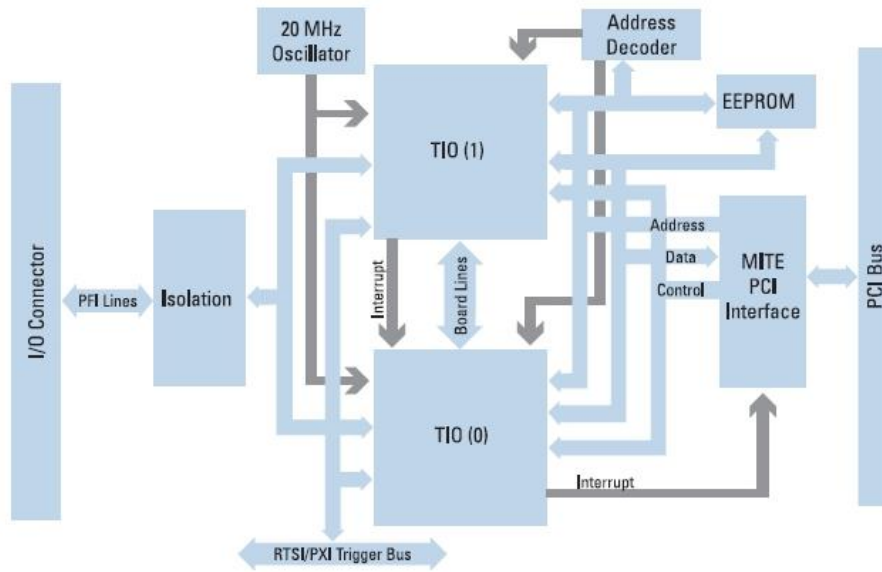 20 MHz
Oscillator
Address
Decoder
EEPROM
TIO (1)
I/O Connector
PFI Lines
Isolation
Interrupt
Board Lines
Address
Data
Control
MITE
PCI
Interface
PCI Bus
TIO (0)
Interrupt
RTSI/PXI Trigger Bus